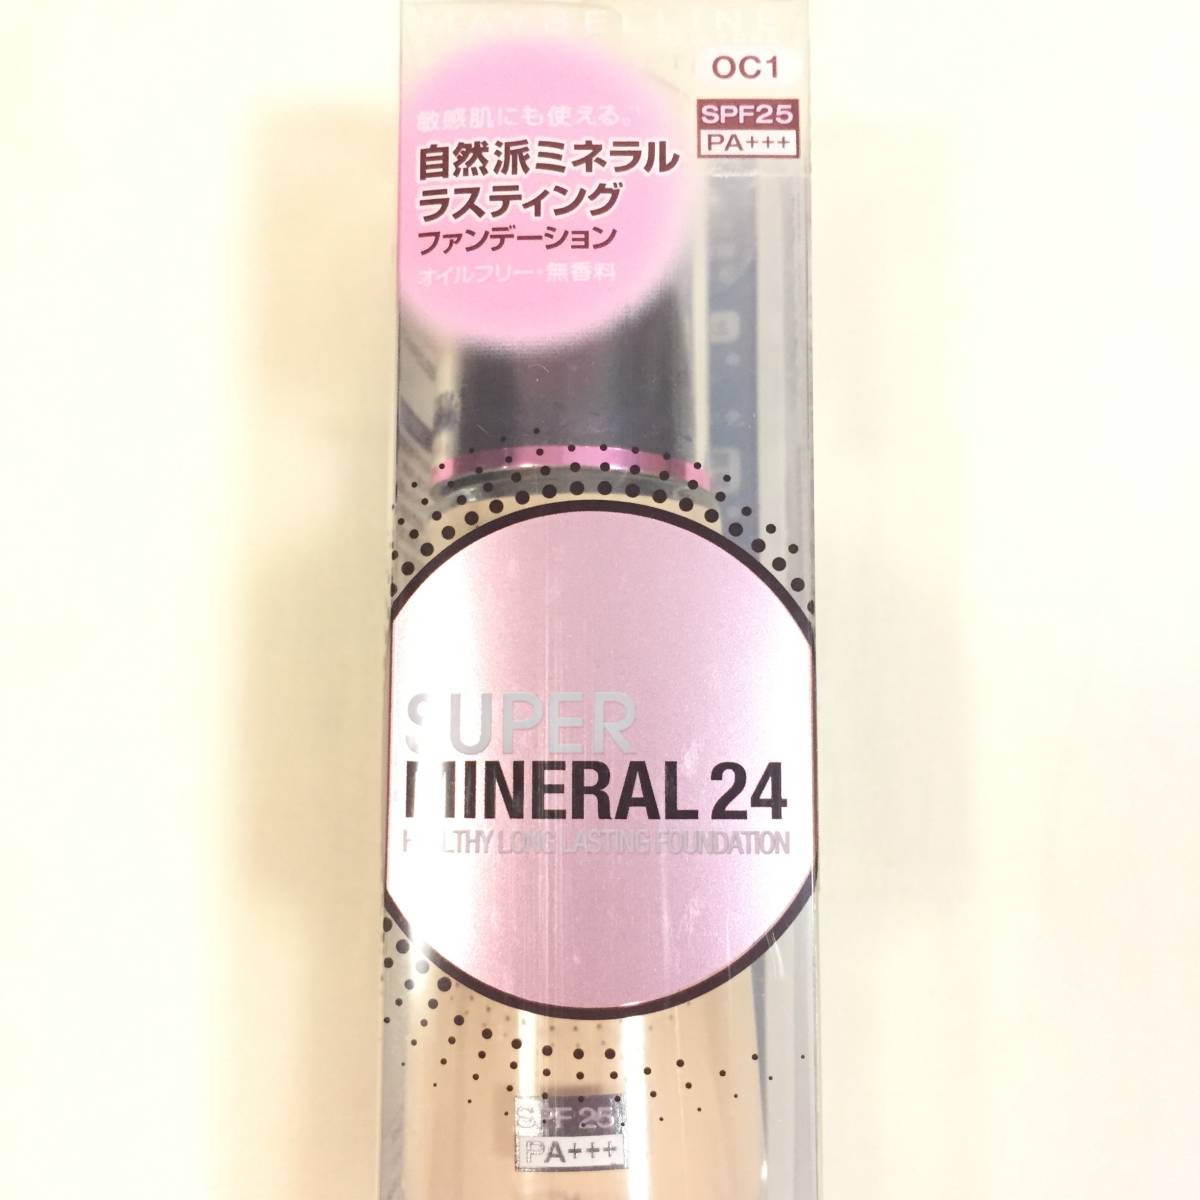 MAYBELLINE
OC1
SPF25
PA+++
敏感肌にも使える。
自然派ミネラル
ラスティング
ファンデーション
オイルフリー・無香料
SUPER
MINERAL 24
HEALTHY LONG LASTING FOUNDATION
SPF 25
PA+++